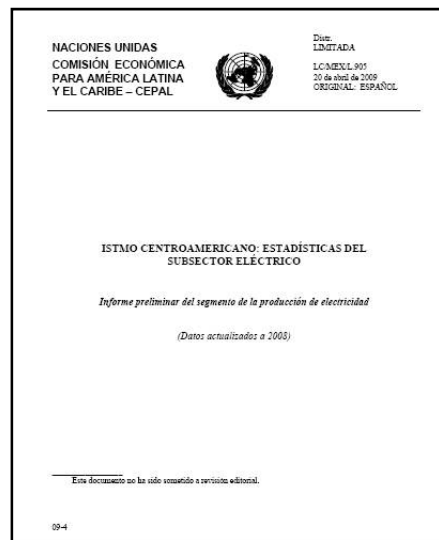 NACIONES UNIDAS
COMISIÓN ECONÓMICA
PARA AMÉRICA LATINA
Y EL CARIBE – CEPAL
Distr.
LIMITADA
LC/MEX/L.905
20 de abril de 2009
ORIGINAL: ESPAÑOL
ISTMO CENTROAMERICANO: ESTADÍSTICAS DEL
SUBSECTOR ELÉCTRICO
Informe preliminar del segmento de la producción de electricidad
(Datos actualizados a 2008)
Este documento no ha sido sometido a revisión editorial.
09-4